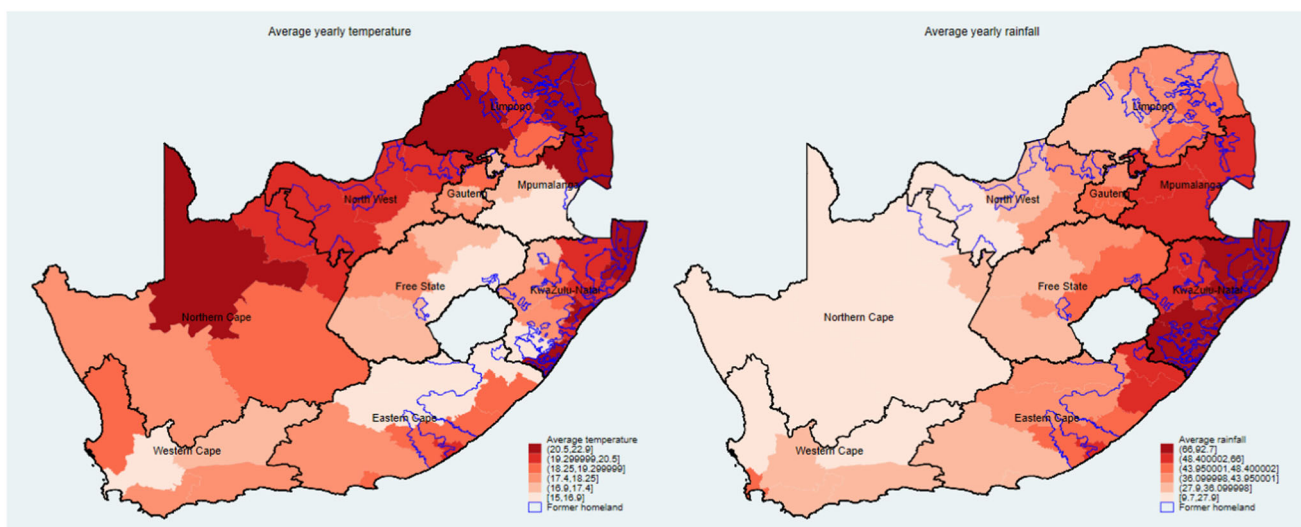 Average yearly temperature
Limpopo
Mpumalanga
Gauteng
North West
Free State
KwaZulu-Natal
Northern Cape
Eastern Cape
Western Cape
Average temperature
(20.5,22.9]
(19.299999,20.5]
(18.25,19.299999]
(17.4,18.25]
(16.9,17.4]
[15,16.9]
Former homeland
Average yearly rainfall
Limpopo
Mpumalanga
Gauteng
North West
Free State
KwaZulu-Natal
Northern Cape
Eastern Cape
Western Cape
Average rainfall
(66,92.7]
(48.400002,66]
(43.950001,48.400002]
(36.099998,43.950001]
(27.9,36.099998]
[9.7,27.9]
Former homeland